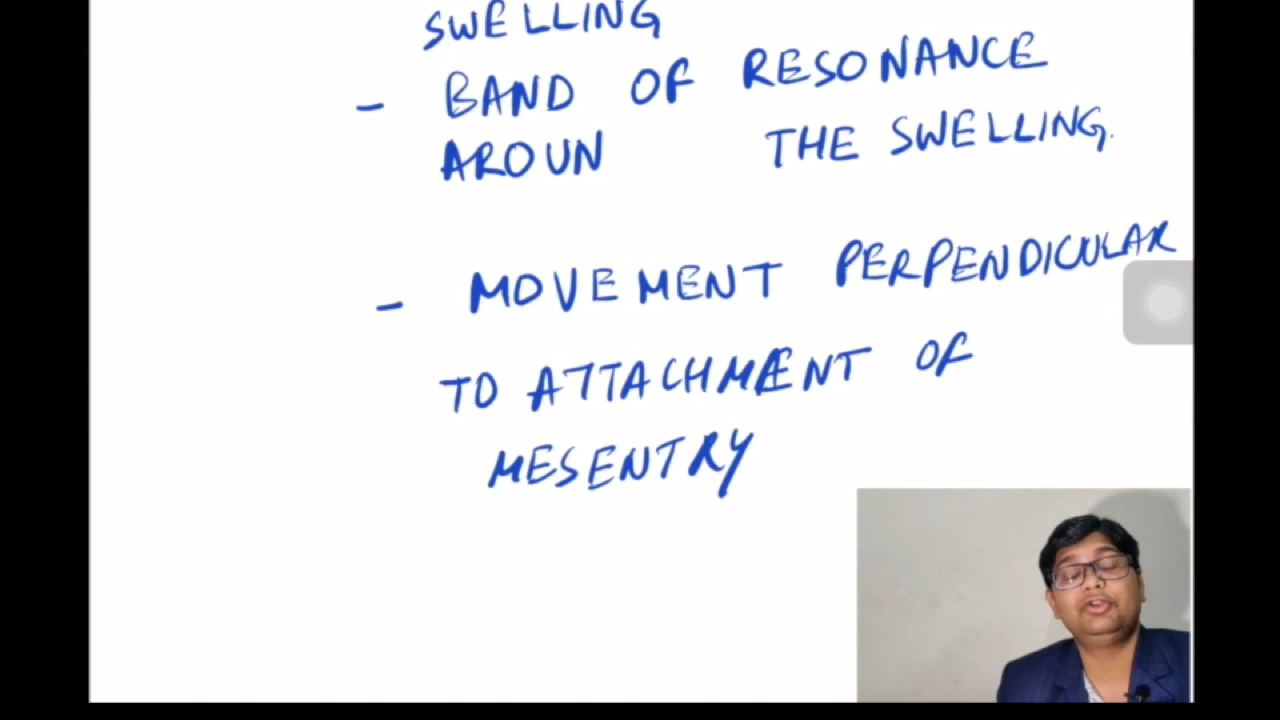 SWELLING
- BAND OF RESONANCE
AROUN THE SWELLING.
- MOVEMENT PERPENDICULAR
TO ATTACHMENT OF
MESENTRY